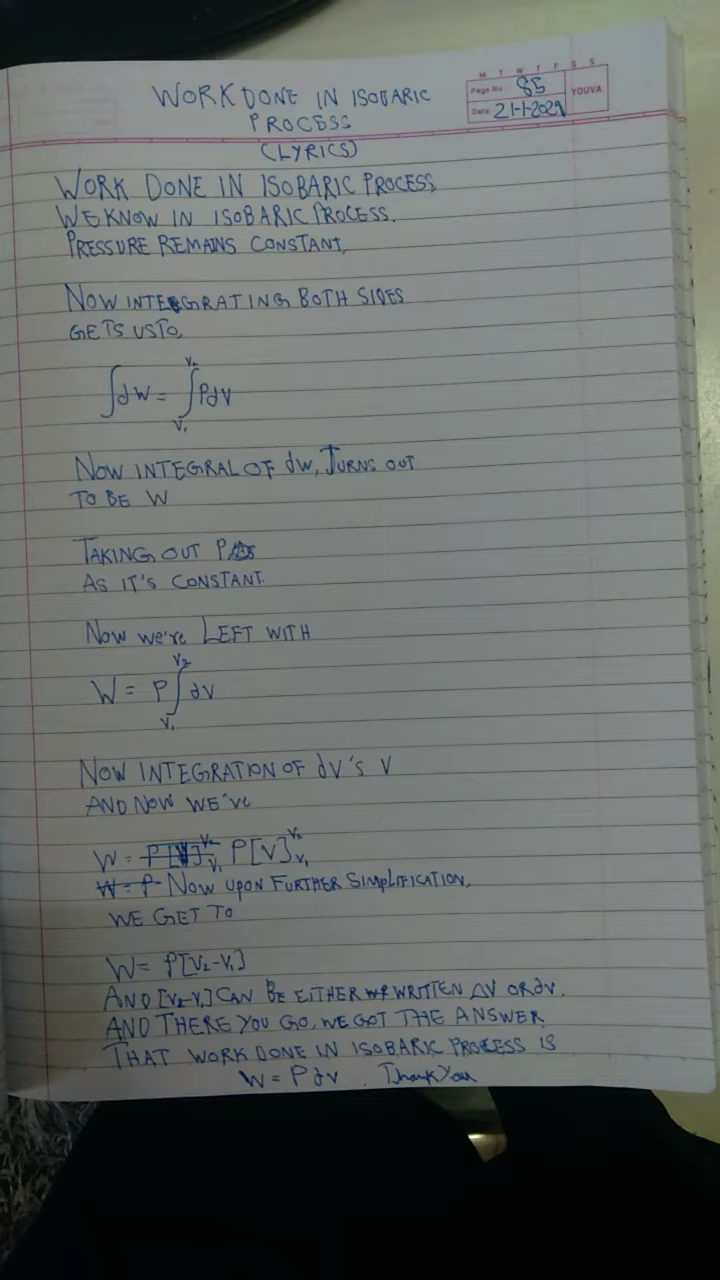 M T W T F S S
Page No.: 85 YOUVA
Date: 21-1-2021
WORK DONE IN ISOBARIC
PROCESS
(LYRICS)
WORK DONE IN ISOBARIC PROCESS,
WE KNOW IN ISOBARIC PROCESS.
PRESSURE REMAINS CONSTANT,
NOW INTEGRATING BOTH SIDES
GETS US TO,
∫dW = ∫PdV
V₂
V₁
NOW INTEGRAL OF dW, TURNS OUT
TO BE W
TAKING OUT P
AS IT'S CONSTANT.
NOW WE're LEFT WITH
V₂
W = P∫dV
V₁
NOW INTEGRATION OF dV'S V
AND NOW WE'VE
W = P[V]V₂V₁ P[V]V₂V₁
W = P NOW UPON FURTHER SIMPLIFICATION,
WE GET TO
W = P[V₂-V₁]
AND [V₂-V₁] CAN BE EITHER WRITTEN ΔV OR dV.
AND THERE YOU GO, WE GOT THE ANSWER.
THAT WORK DONE IN ISOBARIC PROCESS IS
W = PdV. Thank You